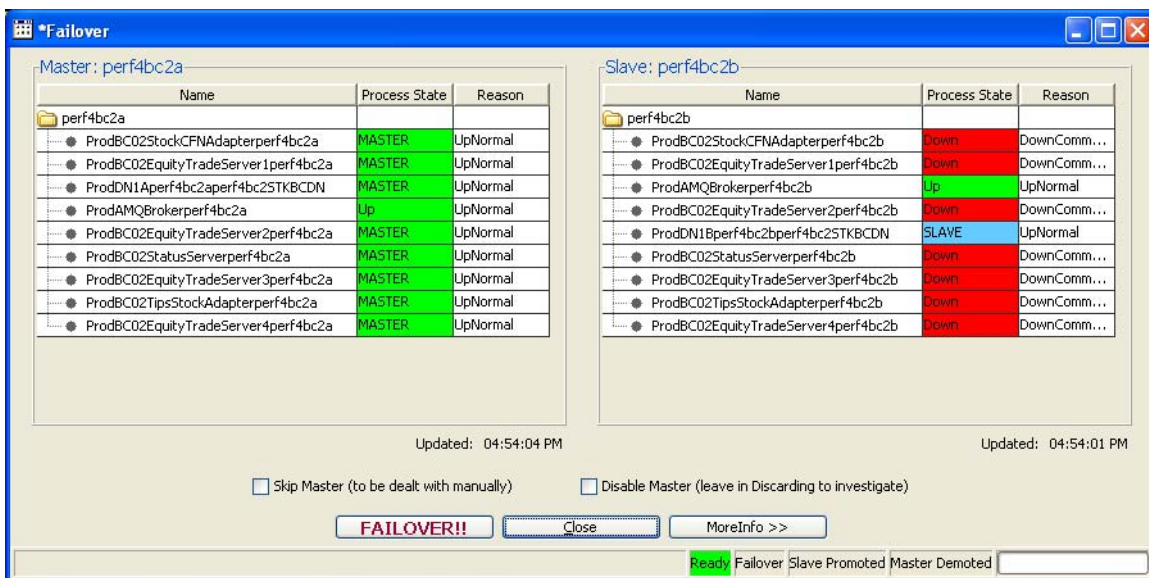 *Failover
Master: perf4bc2a
Name Process State Reason
perf4bc2a
ProdBC02StockCFNAdapterperf4bc2a MASTER UpNormal
ProdBC02EquityTradeServer1perf4bc2a MASTER UpNormal
ProdDN1Aperf4bc2aperf4bc2STKBCDN MASTER UpNormal
ProdAMQBrokerperf4bc2a Up UpNormal
ProdBC02EquityTradeServer2perf4bc2a MASTER UpNormal
ProdBC02StatusServerperf4bc2a MASTER UpNormal
ProdBC02EquityTradeServer3perf4bc2a MASTER UpNormal
ProdBC02TipsStockAdapterperf4bc2a MASTER UpNormal
ProdBC02EquityTradeServer4perf4bc2a MASTER UpNormal
Updated: 04:54:04 PM
Slave: perf4bc2b
Name Process State Reason
perf4bc2b
ProdBC02StockCFNAdapterperf4bc2b Down DownComm...
ProdBC02EquityTradeServer1perf4bc2b Down DownComm...
ProdAMQBrokerperf4bc2b Up UpNormal
ProdBC02EquityTradeServer2perf4bc2b Down DownComm...
ProdDN1Bperf4bc2bperf4bc2STKBCDN SLAVE UpNormal
ProdBC02StatusServerperf4bc2b Down DownComm...
ProdBC02EquityTradeServer3perf4bc2b Down DownComm...
ProdBC02TipsStockAdapterperf4bc2b Down DownComm...
ProdBC02EquityTradeServer4perf4bc2b Down DownComm...
Updated: 04:54:01 PM
Skip Master (to be dealt with manually) Disable Master (leave in Discarding to investigate)
FAILOVER!! Close MoreInfo >>
Ready Failover Slave Promoted Master Demoted